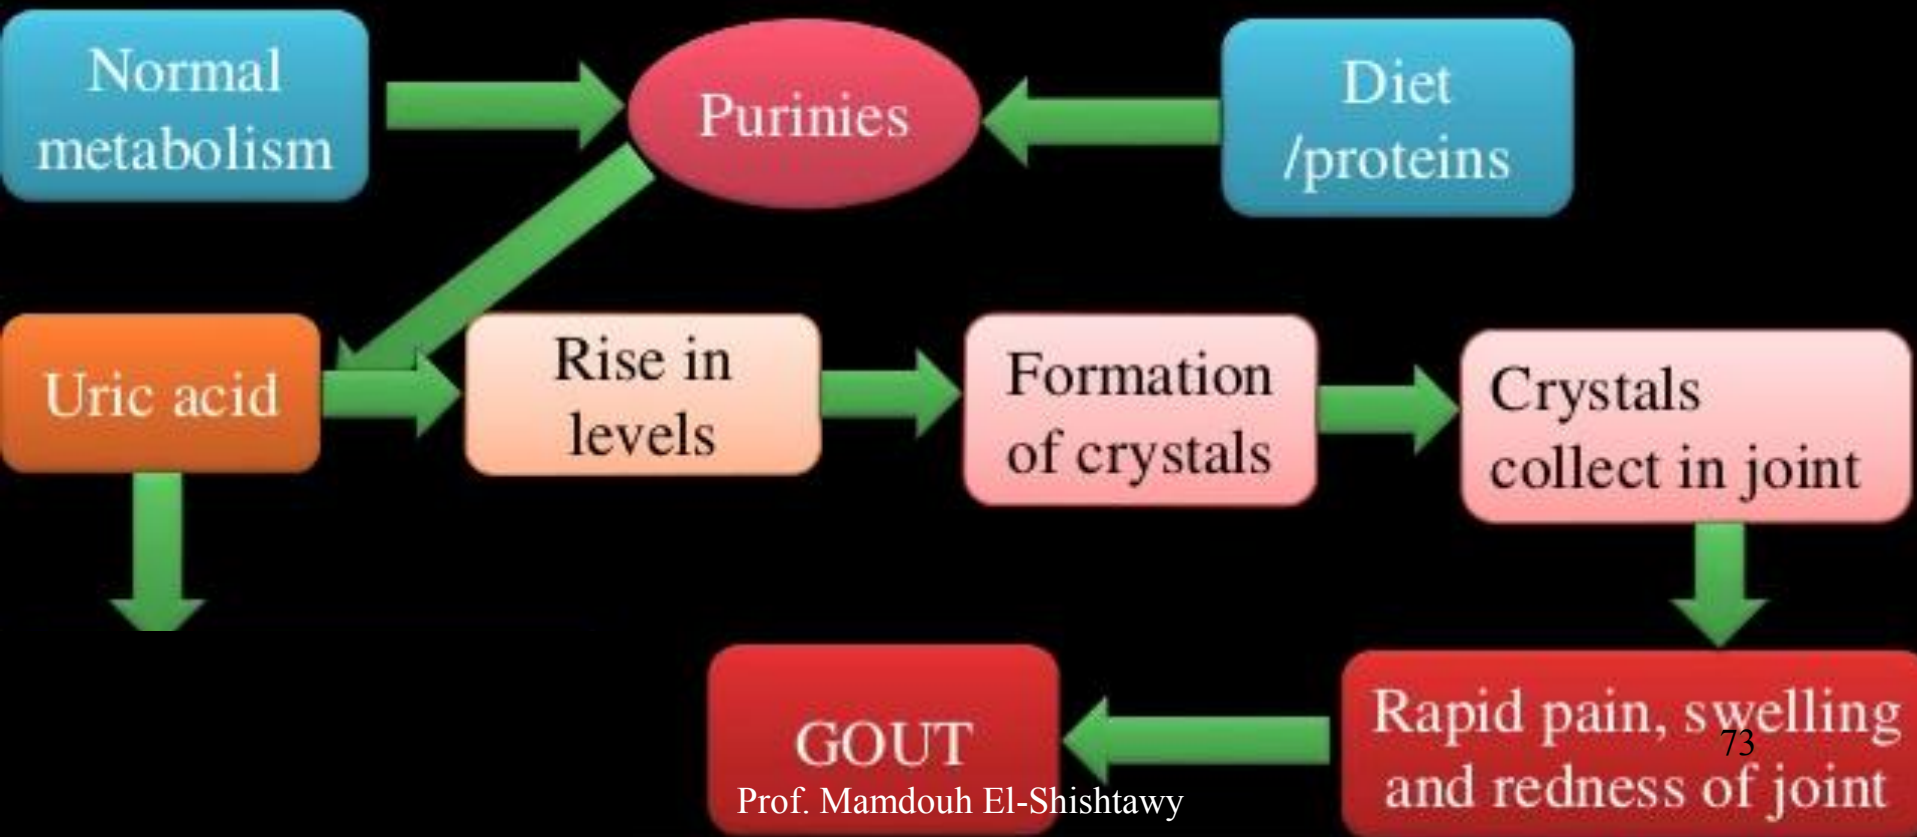 Normal
metabolism
Purinies
Diet
/proteins
Uric acid
Rise in
levels
Formation
of crystals
Crystals
collect in joint
GOUT
Rapid pain, swelling
and redness of joint
73
Prof. Mamdouh El-Shishtawy